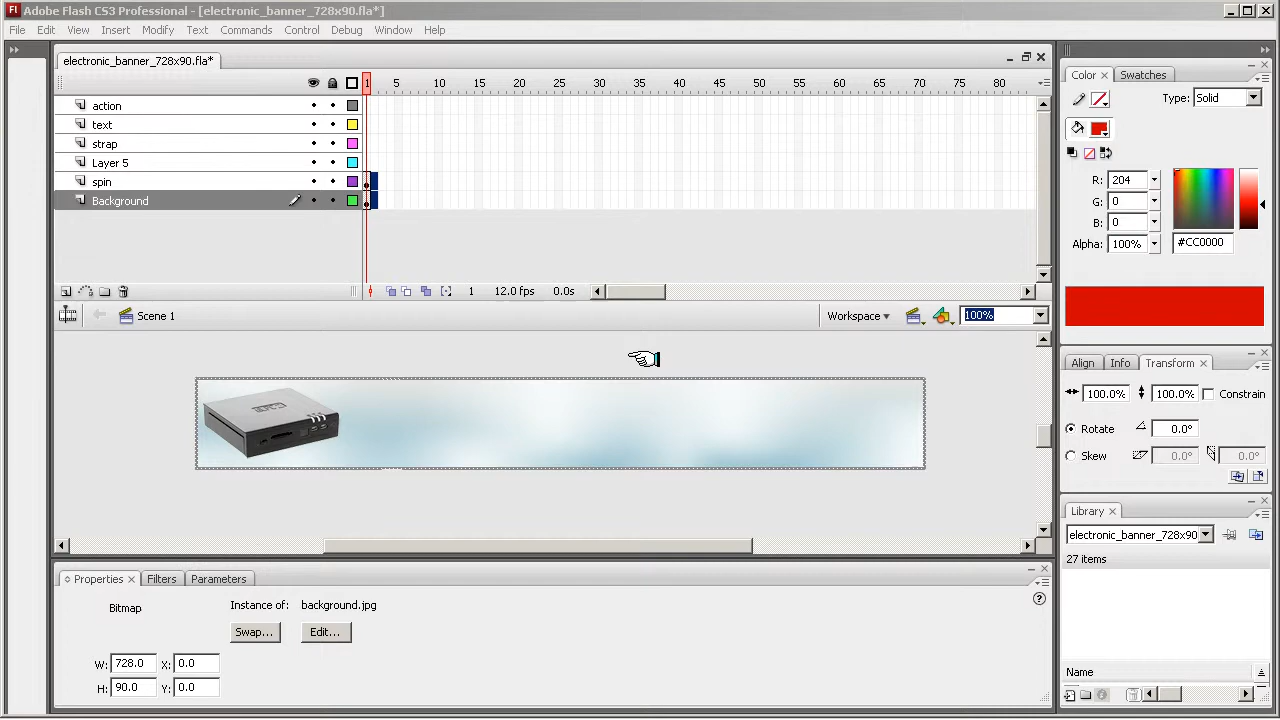 Fl Adobe Flash CS3 Professional - [electronic_banner_728x90.fla*]
File Edit View Insert Modify Text Commands Control Debug Window Help
electronic_banner_728x90.fla*
1 5 10 15 20 25 30 35 40 45 50 55 60 65 70 75 80
action
text
strap
Layer 5
spin
Background
1 12.0 fps 0.0s
Scene 1 Workspace 100%
Properties Filters Parameters
Bitmap Instance of: background.jpg
Swap... Edit...
W: 728.0 X: 0.0
H: 90.0 Y: 0.0
Color Swatches
Type: Solid
R: 204
G: 0
B: 0
Alpha: 100% #CC0000
Align Info Transform
100.0% 100.0% Constrain
Rotate 0.0°
Skew 0.0° 0.0°
Library
electronic_banner_728x90
27 items
Name